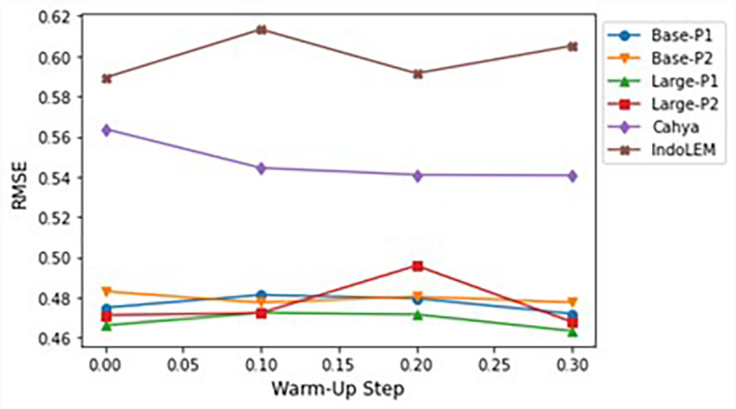 0.62
0.60
0.58
0.56
0.54
0.52
0.50
0.48
0.46
RMSE
0.00 0.05 0.10 0.15 0.20 0.25 0.30
Warm-Up Step
Base-P1
Base-P2
Large-P1
Large-P2
Cahya
IndoLEM